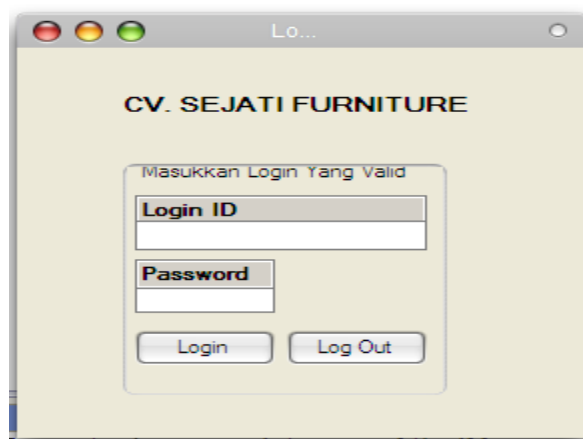 Lo...
CV. SEJATI FURNITURE
Masukkan Login Yang Valid
Login ID
Password
Login Log Out